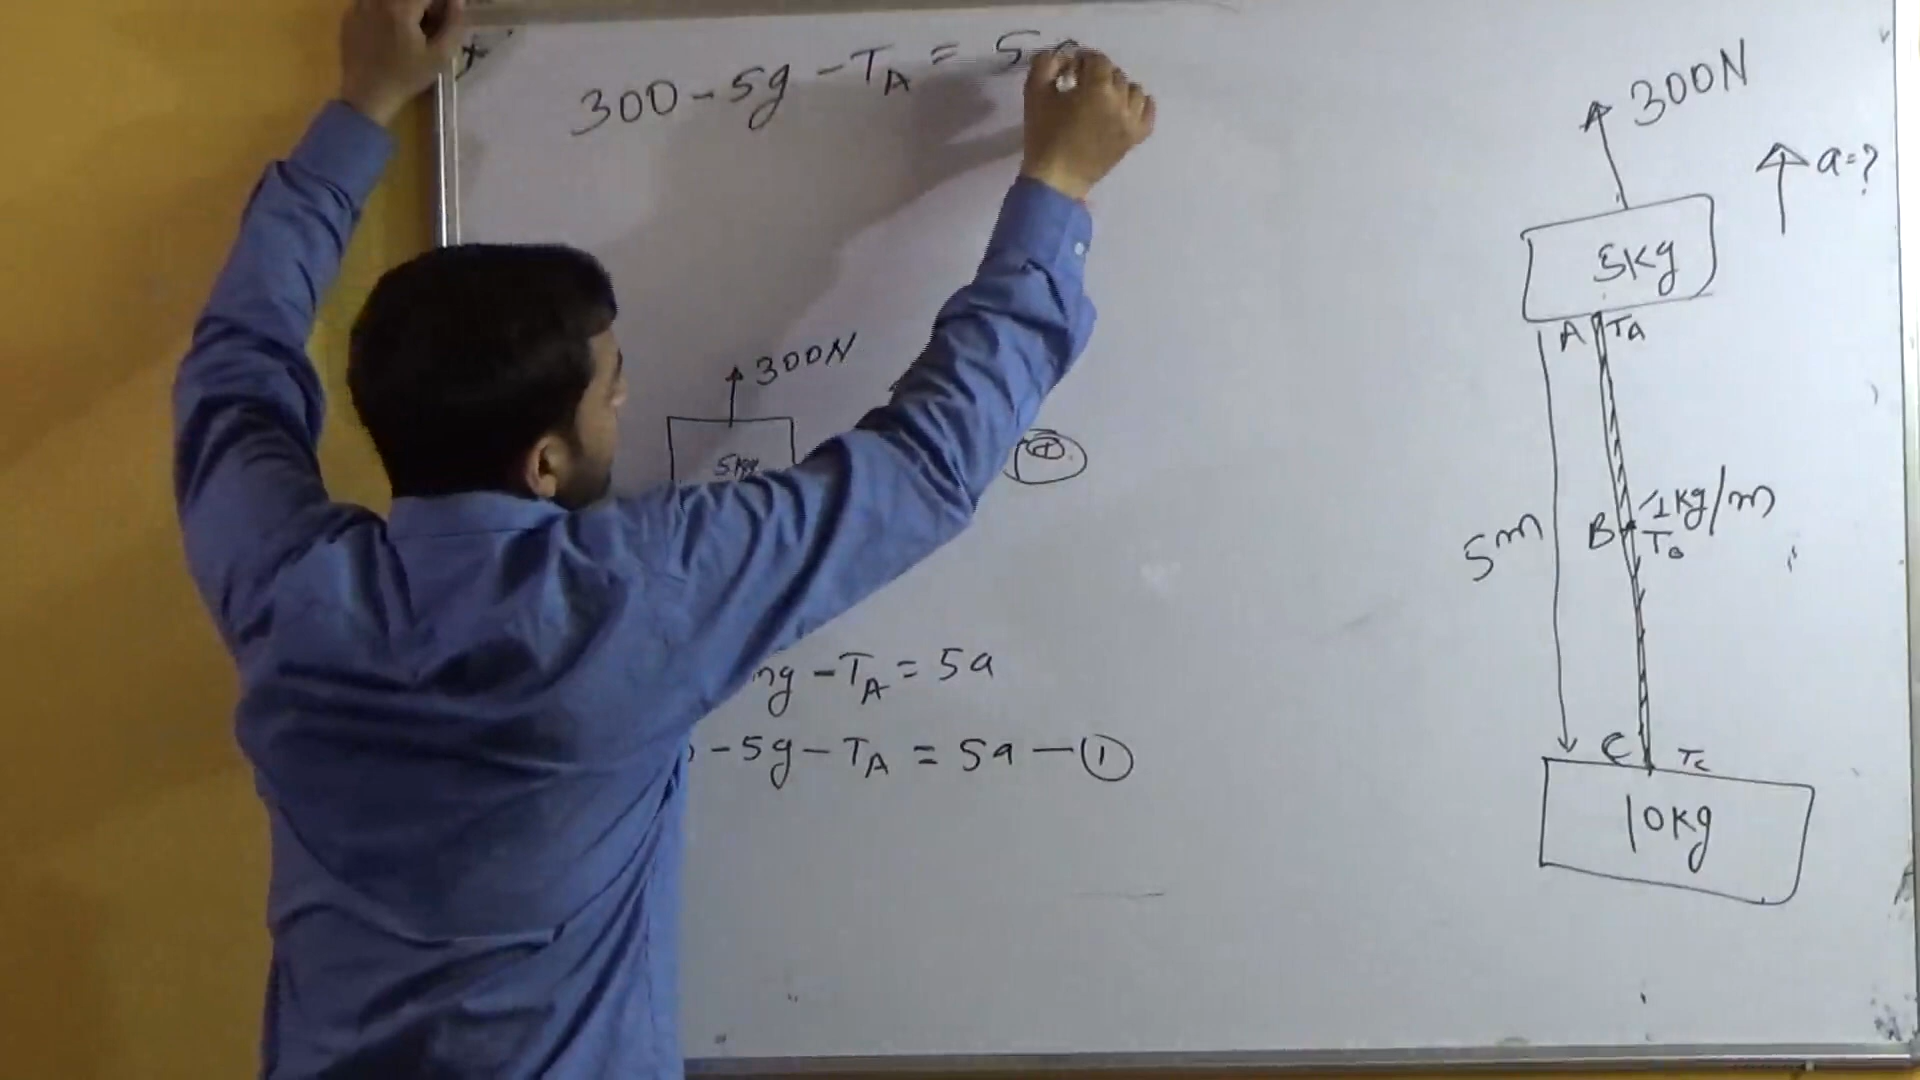 300 - 5g - T_A = 5a
300N
5kg
mg - T_A = 5a
- 5g - T_A = 5a — ①
300N
a=?
5kg
A T_A
1kg/m
B T_B
5m
C T_C
10kg